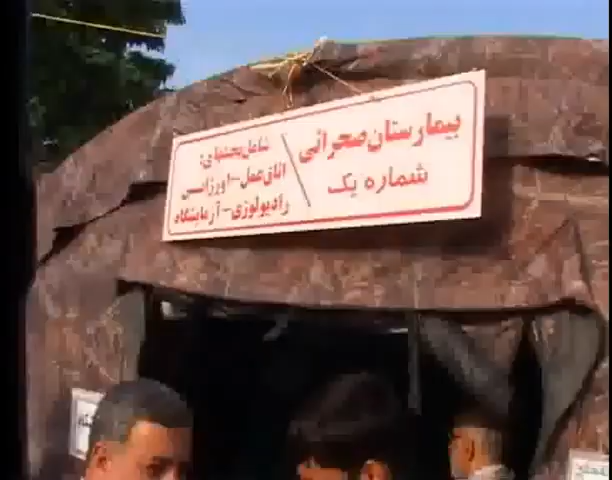 بیمارستان صحرائی
شماره یک
شامل بخشهای:
اتاق عمل - اورژانس
رادیولوژی - آزمایشگاه